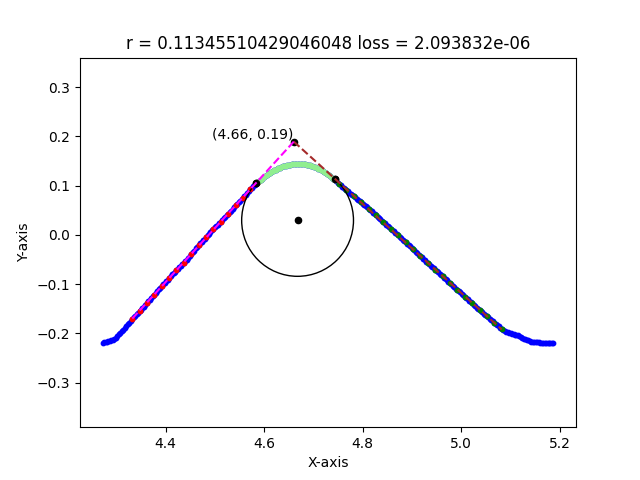 r = 0.11345510429046048 loss = 2.093832e-06
0.3
(4.66, 0.19)
0.2
0.1
0.0
−0.1
−0.2
−0.3
Y-axis
4.4 4.6 4.8 5.0 5.2
X-axis